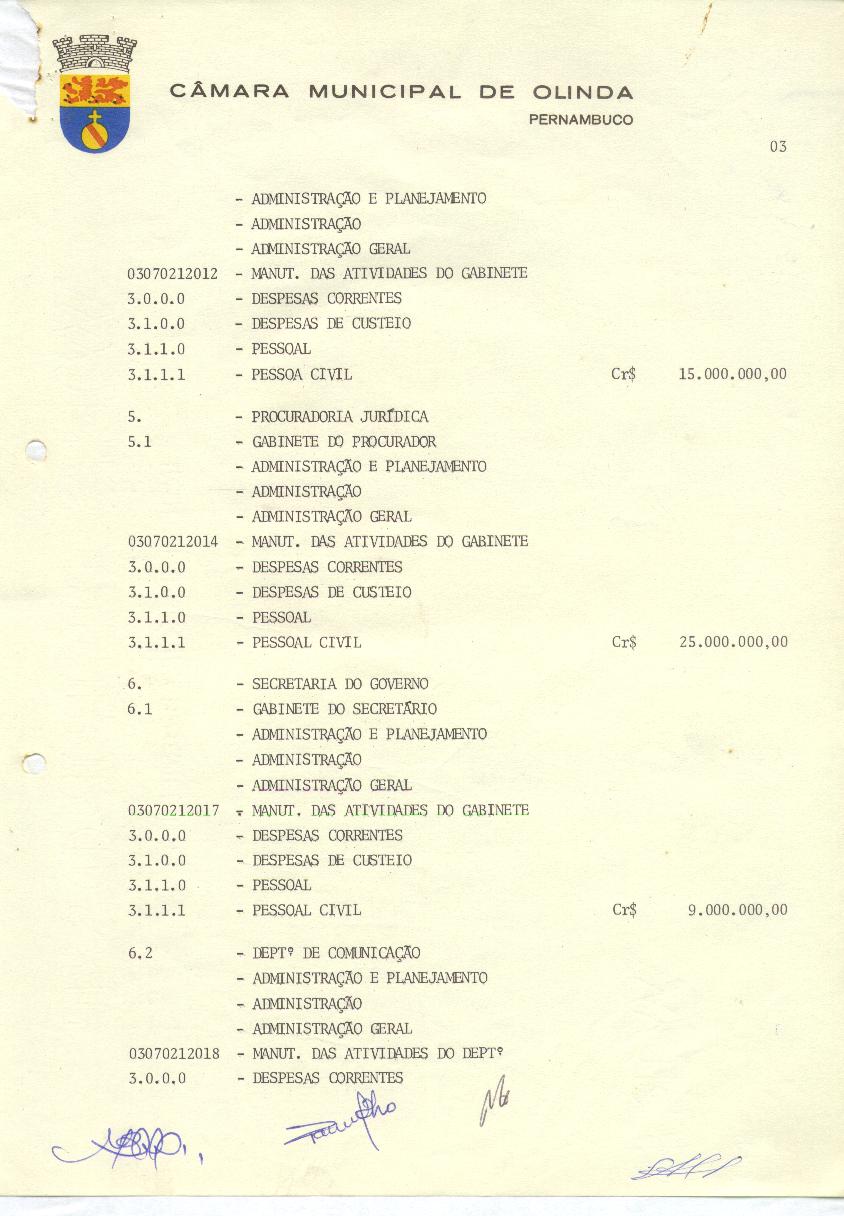 CÂMARA MUNICIPAL DE OLINDA
PERNAMBUCO
03
- ADMINISTRAÇÃO E PLANEJAMENTO
- ADMINISTRAÇÃO
- ADMINISTRAÇÃO GERAL
03070212012 - MANUT. DAS ATIVIDADES DO GABINETE
3.0.0.0 - DESPESAS CORRENTES
3.1.0.0 - DESPESAS DE CUSTEIO
3.1.1.0 - PESSOAL
3.1.1.1 - PESSOA CIVIL Cr$ 15.000.000,00
5. - PROCURADORIA JURÍDICA
5.1 - GABINETE DO PROCURADOR
- ADMINISTRAÇÃO E PLANEJAMENTO
- ADMINISTRAÇÃO
- ADMINISTRAÇÃO GERAL
03070212014 - MANUT. DAS ATIVIDADES DO GABINETE
3.0.0.0 - DESPESAS CORRENTES
3.1.0.0 - DESPESAS DE CUSTEIO
3.1.1.0 - PESSOAL
3.1.1.1 - PESSOAL CIVIL Cr$ 25.000.000,00
6. - SECRETARIA DO GOVERNO
6.1 - GABINETE DO SECRETÁRIO
- ADMINISTRAÇÃO E PLANEJAMENTO
- ADMINISTRAÇÃO
- ADMINISTRAÇÃO GERAL
03070212017 - MANUT. DAS ATIVIDADES DO GABINETE
3.0.0.0 - DESPESAS CORRENTES
3.1.0.0 - DESPESAS DE CUSTEIO
3.1.1.0 - PESSOAL
3.1.1.1 - PESSOAL CIVIL Cr$ 9.000.000,00
6.2 - DEPTº DE COMUNICAÇÃO
- ADMINISTRAÇÃO E PLANEJAMENTO
- ADMINISTRAÇÃO
- ADMINISTRAÇÃO GERAL
03070212018 - MANUT. DAS ATIVIDADES DO DEPTº
3.0.0.0 - DESPESAS CORRENTES